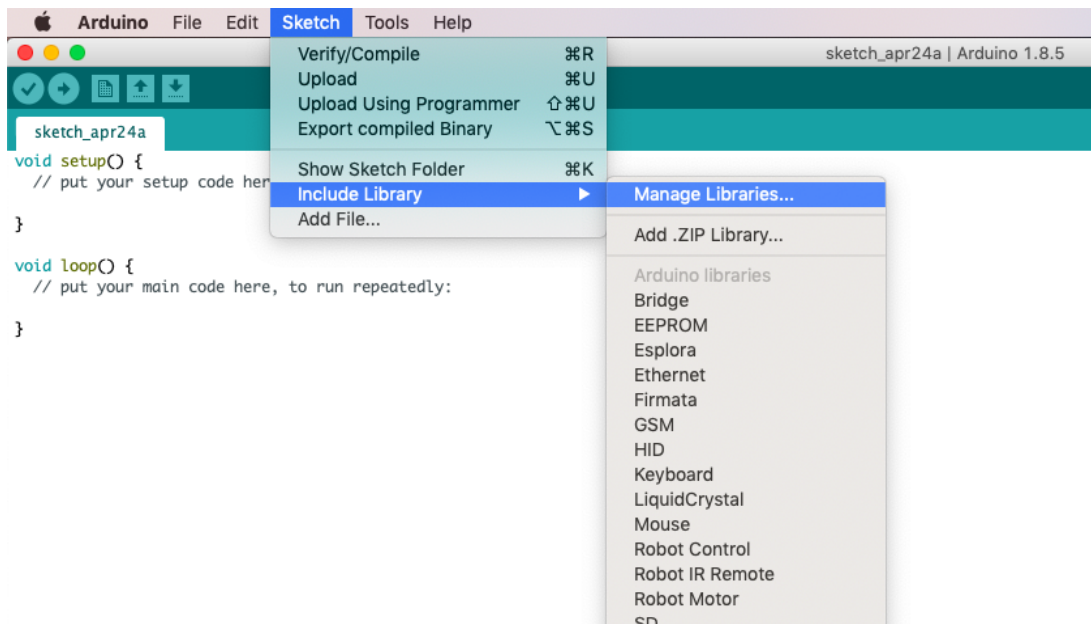 Arduino File Edit Sketch Tools Help
sketch_apr24a | Arduino 1.8.5
Verify/Compile ⌘R
Upload ⌘U
Upload Using Programmer ⇧⌘U
Export compiled Binary ⌥⌘S
Show Sketch Folder ⌘K
Include Library ▶
Add File...
Manage Libraries...
Add .ZIP Library...
Arduino libraries
Bridge
EEPROM
Esplora
Ethernet
Firmata
GSM
HID
Keyboard
LiquidCrystal
Mouse
Robot Control
Robot IR Remote
Robot Motor
SD
sketch_apr24a
void setup() {
// put your setup code her
}
void loop() {
// put your main code here, to run repeatedly:
}